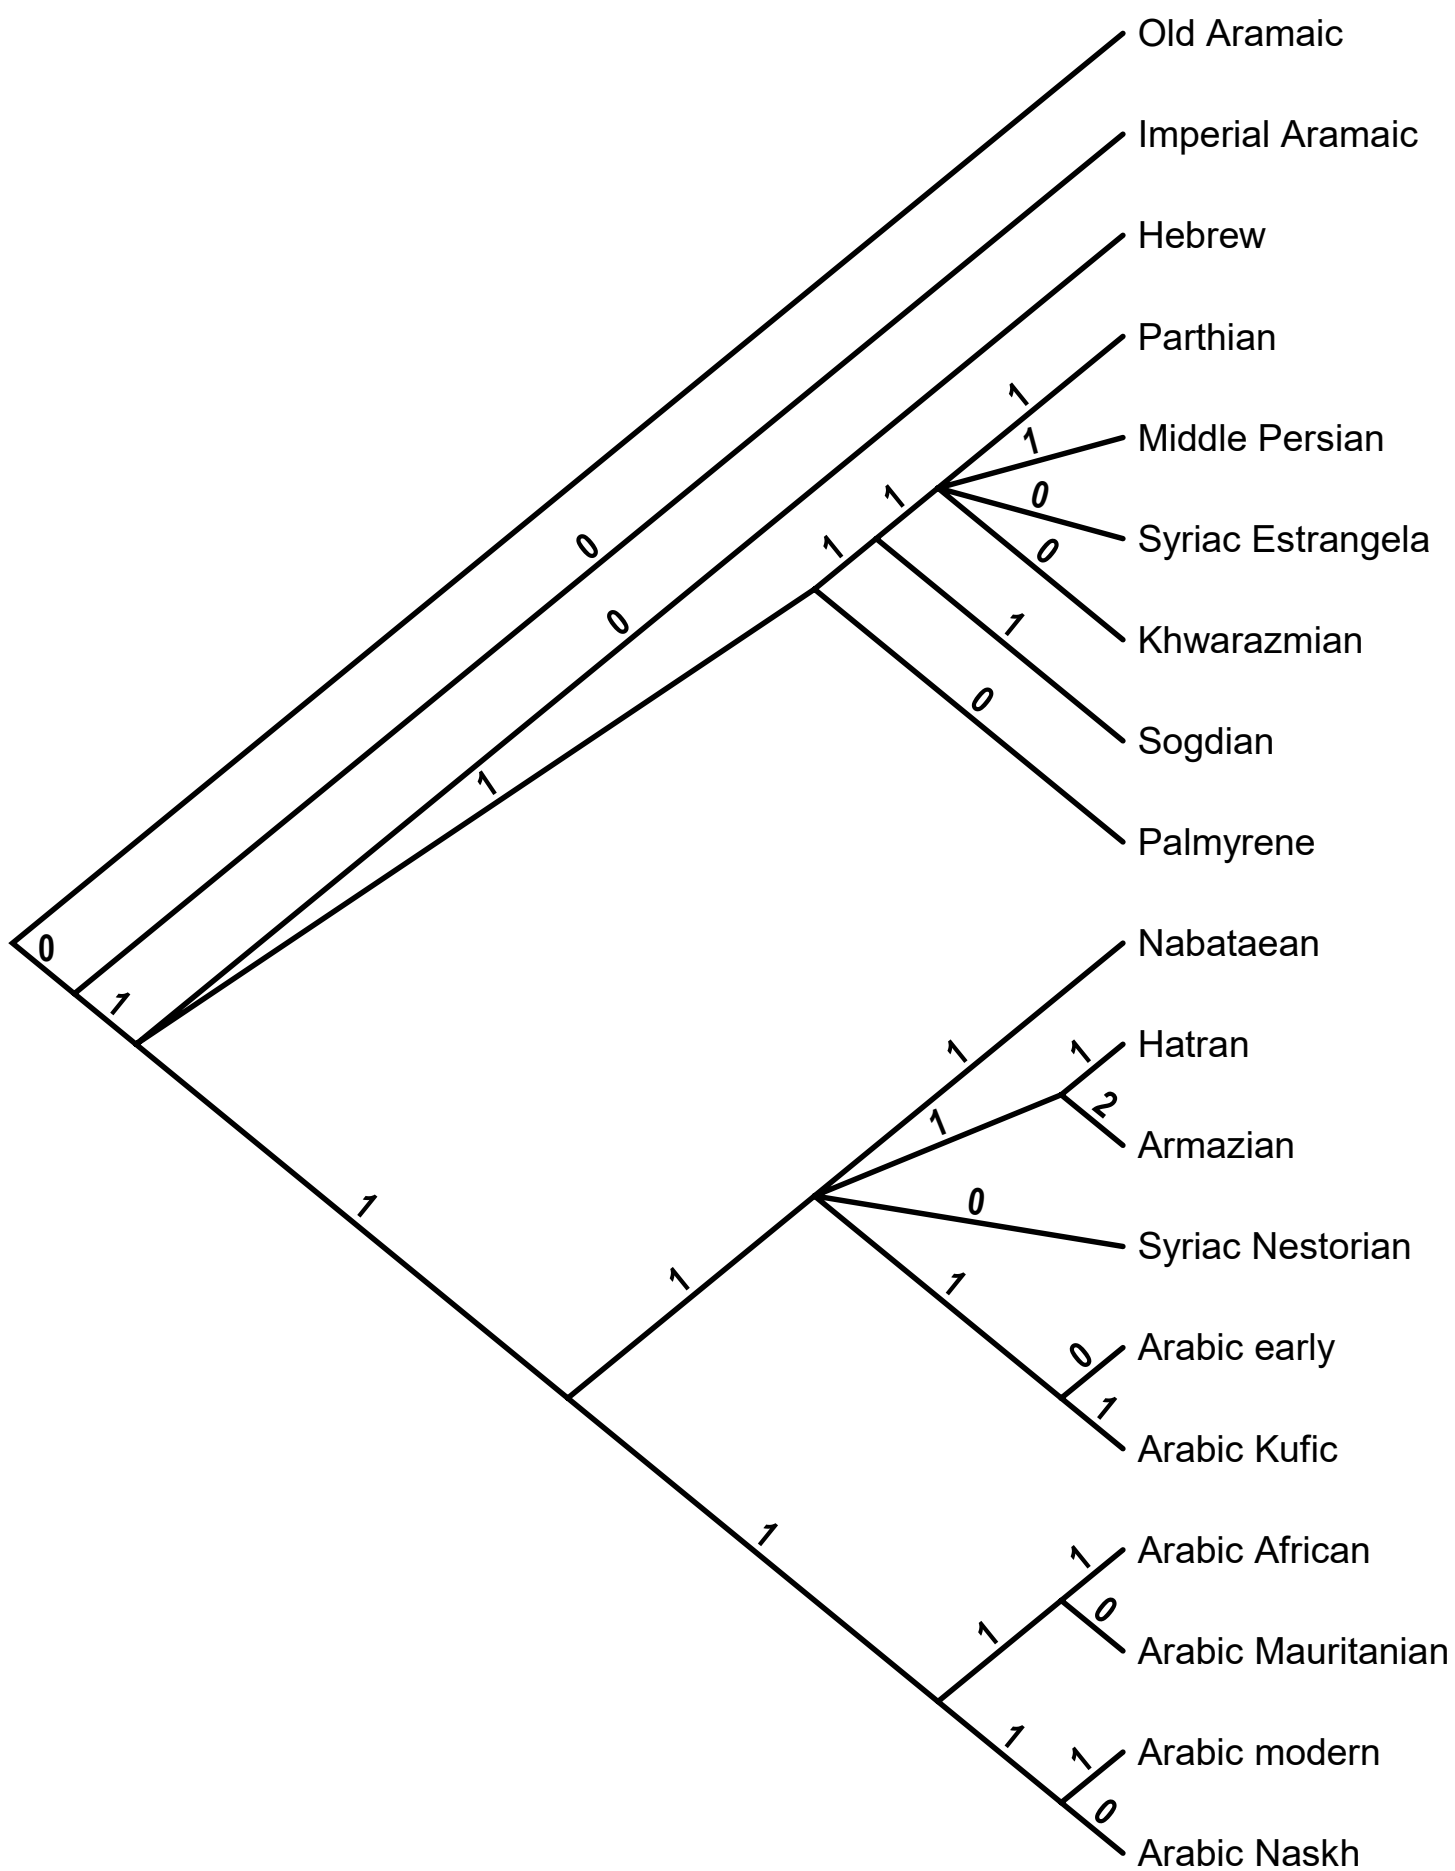 Old Aramaic
Imperial Aramaic
Hebrew
Parthian
1
Middle Persian
1
1
0
Syriac Estrangela
0
1
0
Khwarazmian
0
1
Sogdian
0
1
Palmyrene
Nabataean
0
1
1
Hatran
1
2
1
Armazian
0
1
Syriac Nestorian
1
1
Arabic early
0
1
Arabic Kufic
1
Arabic African
1
0
1
Arabic Mauritanian
1
Arabic modern
1
0
Arabic Naskh